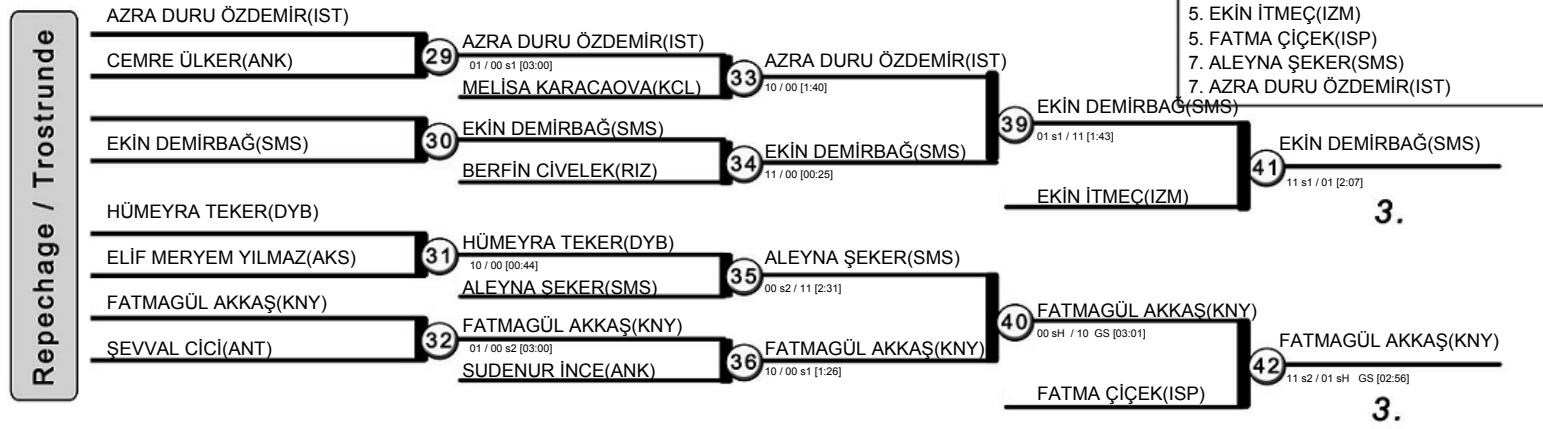 Repechage / Trostrunde
AZRA DURU ÖZDEMİR(IST)
CEMRE ÜLKER(ANK)
EKİN DEMİRBAĞ(SMS)
HÜMEYRA TEKER(DYB)
ELİF MERYEM YILMAZ(AKS)
FATMAGÜL AKKAŞ(KNY)
ŞEVVAL CİCİ(ANT)
29
30
31
32
AZRA DURU ÖZDEMİR(IST)
01 / 00 s1 [03:00]
MELİSA KARACAOVA(KCL)
EKİN DEMİRBAĞ(SMS)
BERFİN CİVELEK(RIZ)
HÜMEYRA TEKER(DYB)
10 / 00 [00:44]
ALEYNA ŞEKER(SMS)
FATMAGÜL AKKAŞ(KNY)
01 / 00 s2 [03:00]
SUDENUR İNCE(ANK)
33
34
35
36
AZRA DURU ÖZDEMİR(IST)
10 / 00 [1:40]
EKİN DEMİRBAĞ(SMS)
11 / 00 [00:25]
ALEYNA ŞEKER(SMS)
00 s2 / 11 [2:31]
FATMAGÜL AKKAŞ(KNY)
10 / 00 s1 [1:26]
39
40
EKİN DEMİRBAĞ(SMS)
01 s1 / 11 [1:43]
EKİN İTMEÇ(IZM)
FATMAGÜL AKKAŞ(KNY)
00 sH / 10 GS [03:01]
FATMA ÇİÇEK(ISP)
41
42
EKİN DEMİRBAĞ(SMS)
11 s1 / 01 [2:07]
3.
FATMAGÜL AKKAŞ(KNY)
11 s2 / 01 sH GS [02:56]
3.
5. EKİN İTMEÇ(IZM)
5. FATMA ÇİÇEK(ISP)
7. ALEYNA ŞEKER(SMS)
7. AZRA DURU ÖZDEMİR(IST)